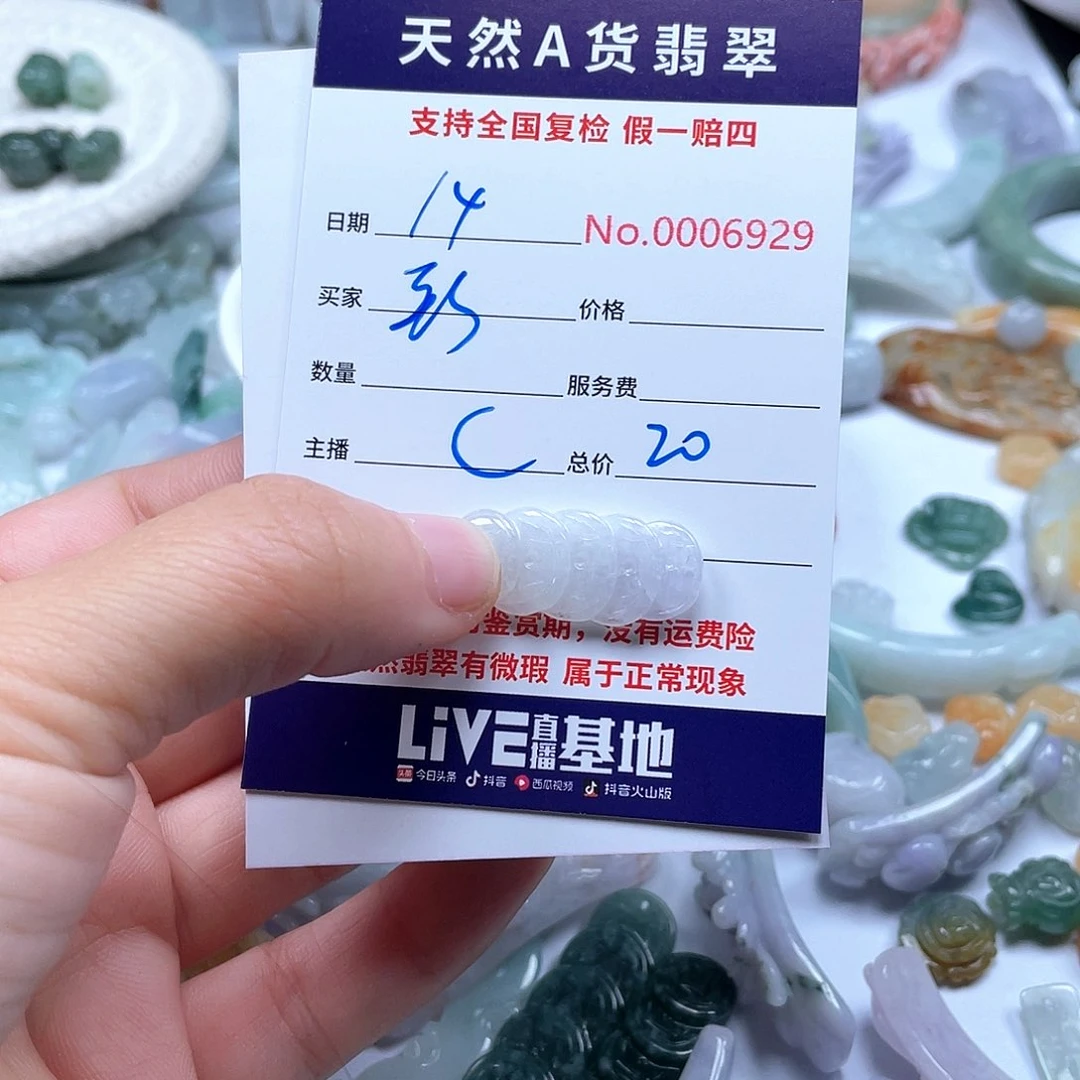 天然A货翡翠
支持全国复检 假一赔四
日期 14 No.0006929
买家 价格
数量 服务费
主播 C 总价 20
鉴赏期，没有运费险
然翡翠有微瑕 属于正常现象
LIVE直播基地
头条 今日头条 抖音 西瓜视频 抖音火山版